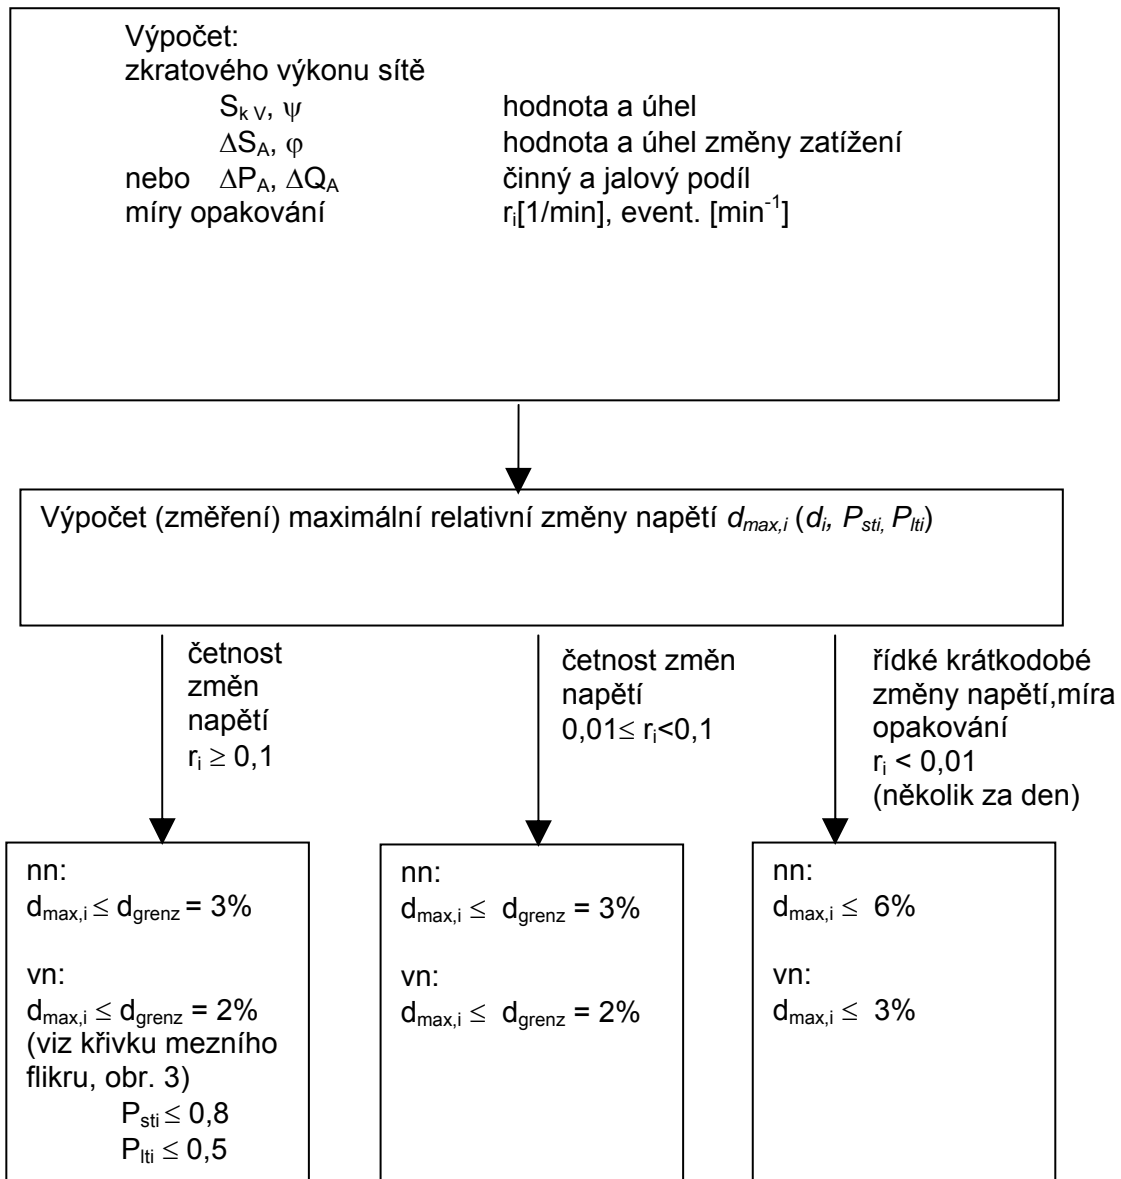 Výpočet:
zkratového výkonu sítě
S_k V, ψ hodnota a úhel
ΔS_A, φ hodnota a úhel změny zatížení
nebo ΔP_A, ΔQ_A činný a jalový podíl
míry opakování r_i[1/min], event. [min^-1]
Výpočet (změření) maximální relativní změny napětí d_max,i (d_i, P_sti, P_lti)
četnost
změn
napětí
r_i ≥ 0,1
četnost změn
napětí
0,01≤ r_i<0,1
řídké krátkodobé
změny napětí,míra
opakování
r_i < 0,01
(několik za den)
nn:
d_max,i ≤ d_grenz = 3%
vn:
d_max,i ≤ d_grenz = 2%
(viz křivku mezního
flikru, obr. 3)
P_sti ≤ 0,8
P_lti ≤ 0,5
nn:
d_max,i ≤ d_grenz = 3%
vn:
d_max,i ≤ d_grenz = 2%
nn:
d_max,i ≤ 6%
vn:
d_max,i ≤ 3%